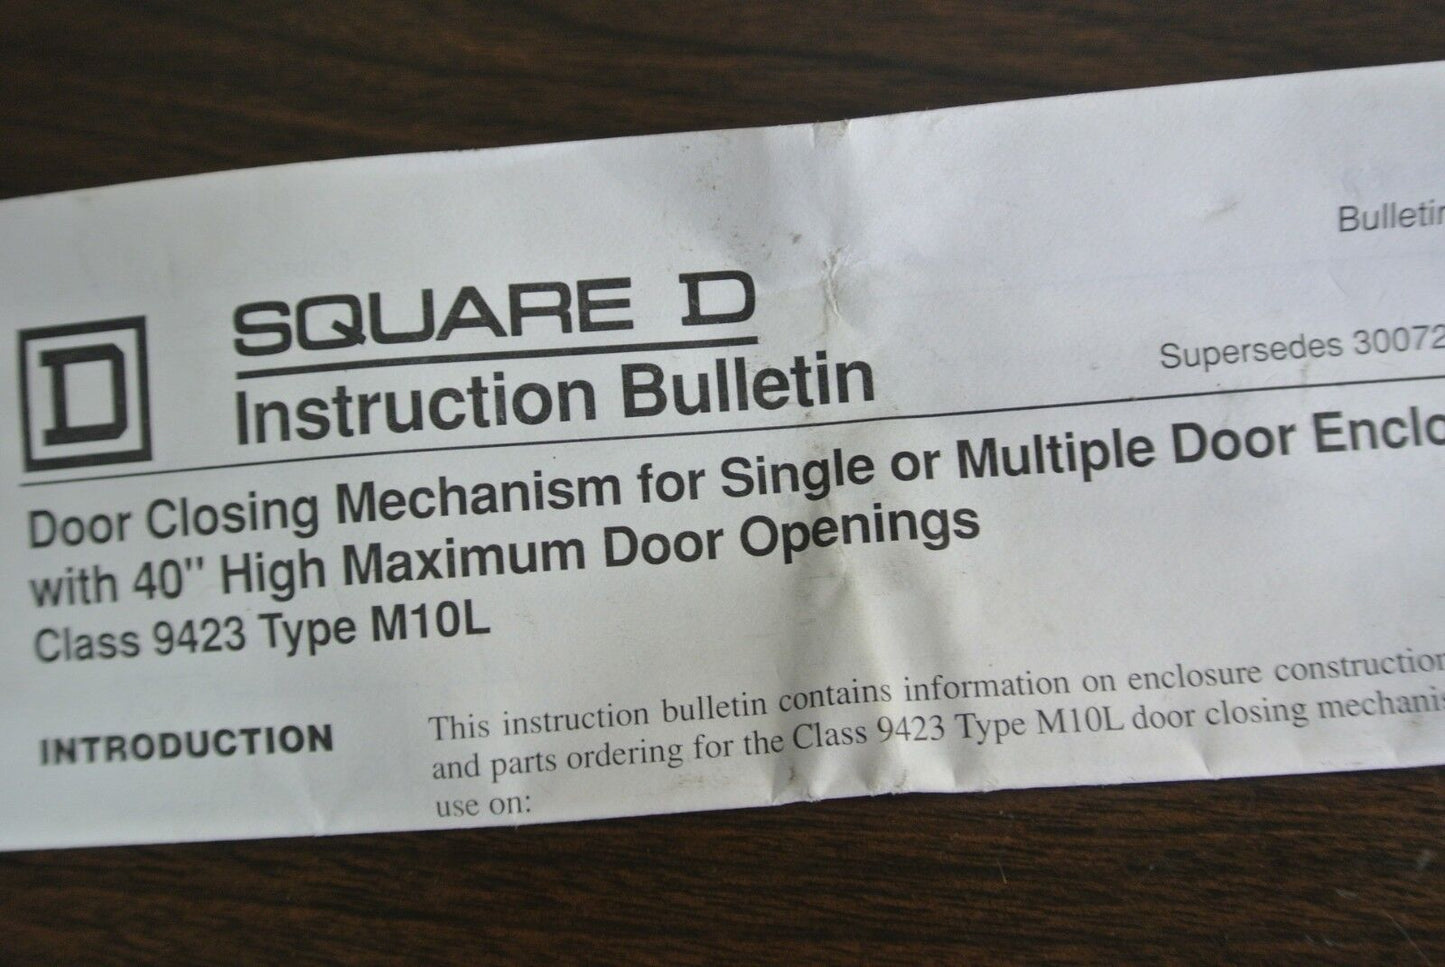 Bulletin
D
SQUARE D
Instruction Bulletin
Supersedes 30072
Door Closing Mechanism for Single or Multiple Door Enclo
with 40" High Maximum Door Openings
Class 9423 Type M10L
INTRODUCTION
This instruction bulletin contains information on enclosure construction
and parts ordering for the Class 9423 Type M10L door closing mechanis
use on: